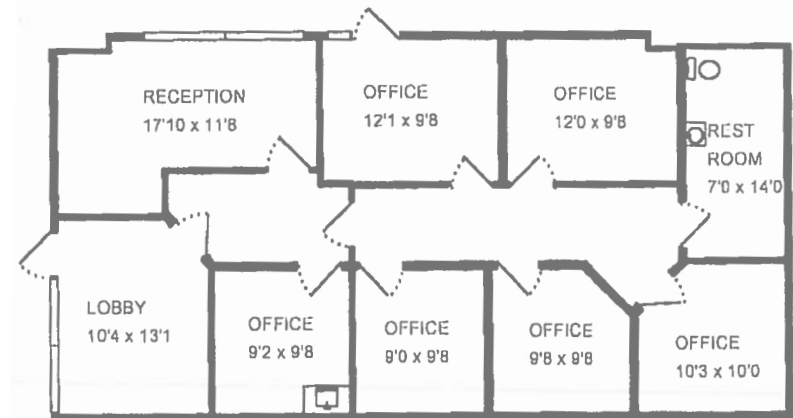 RECEPTION
17'10 x 11'8
OFFICE
12'1 x 9'8
OFFICE
12'0 x 9'8
REST
ROOM
7'0 x 14'0
LOBBY
10'4 x 13'1
OFFICE
9'2 x 9'8
OFFICE
9'0 x 9'8
OFFICE
9'8 x 9'8
OFFICE
10'3 x 10'0